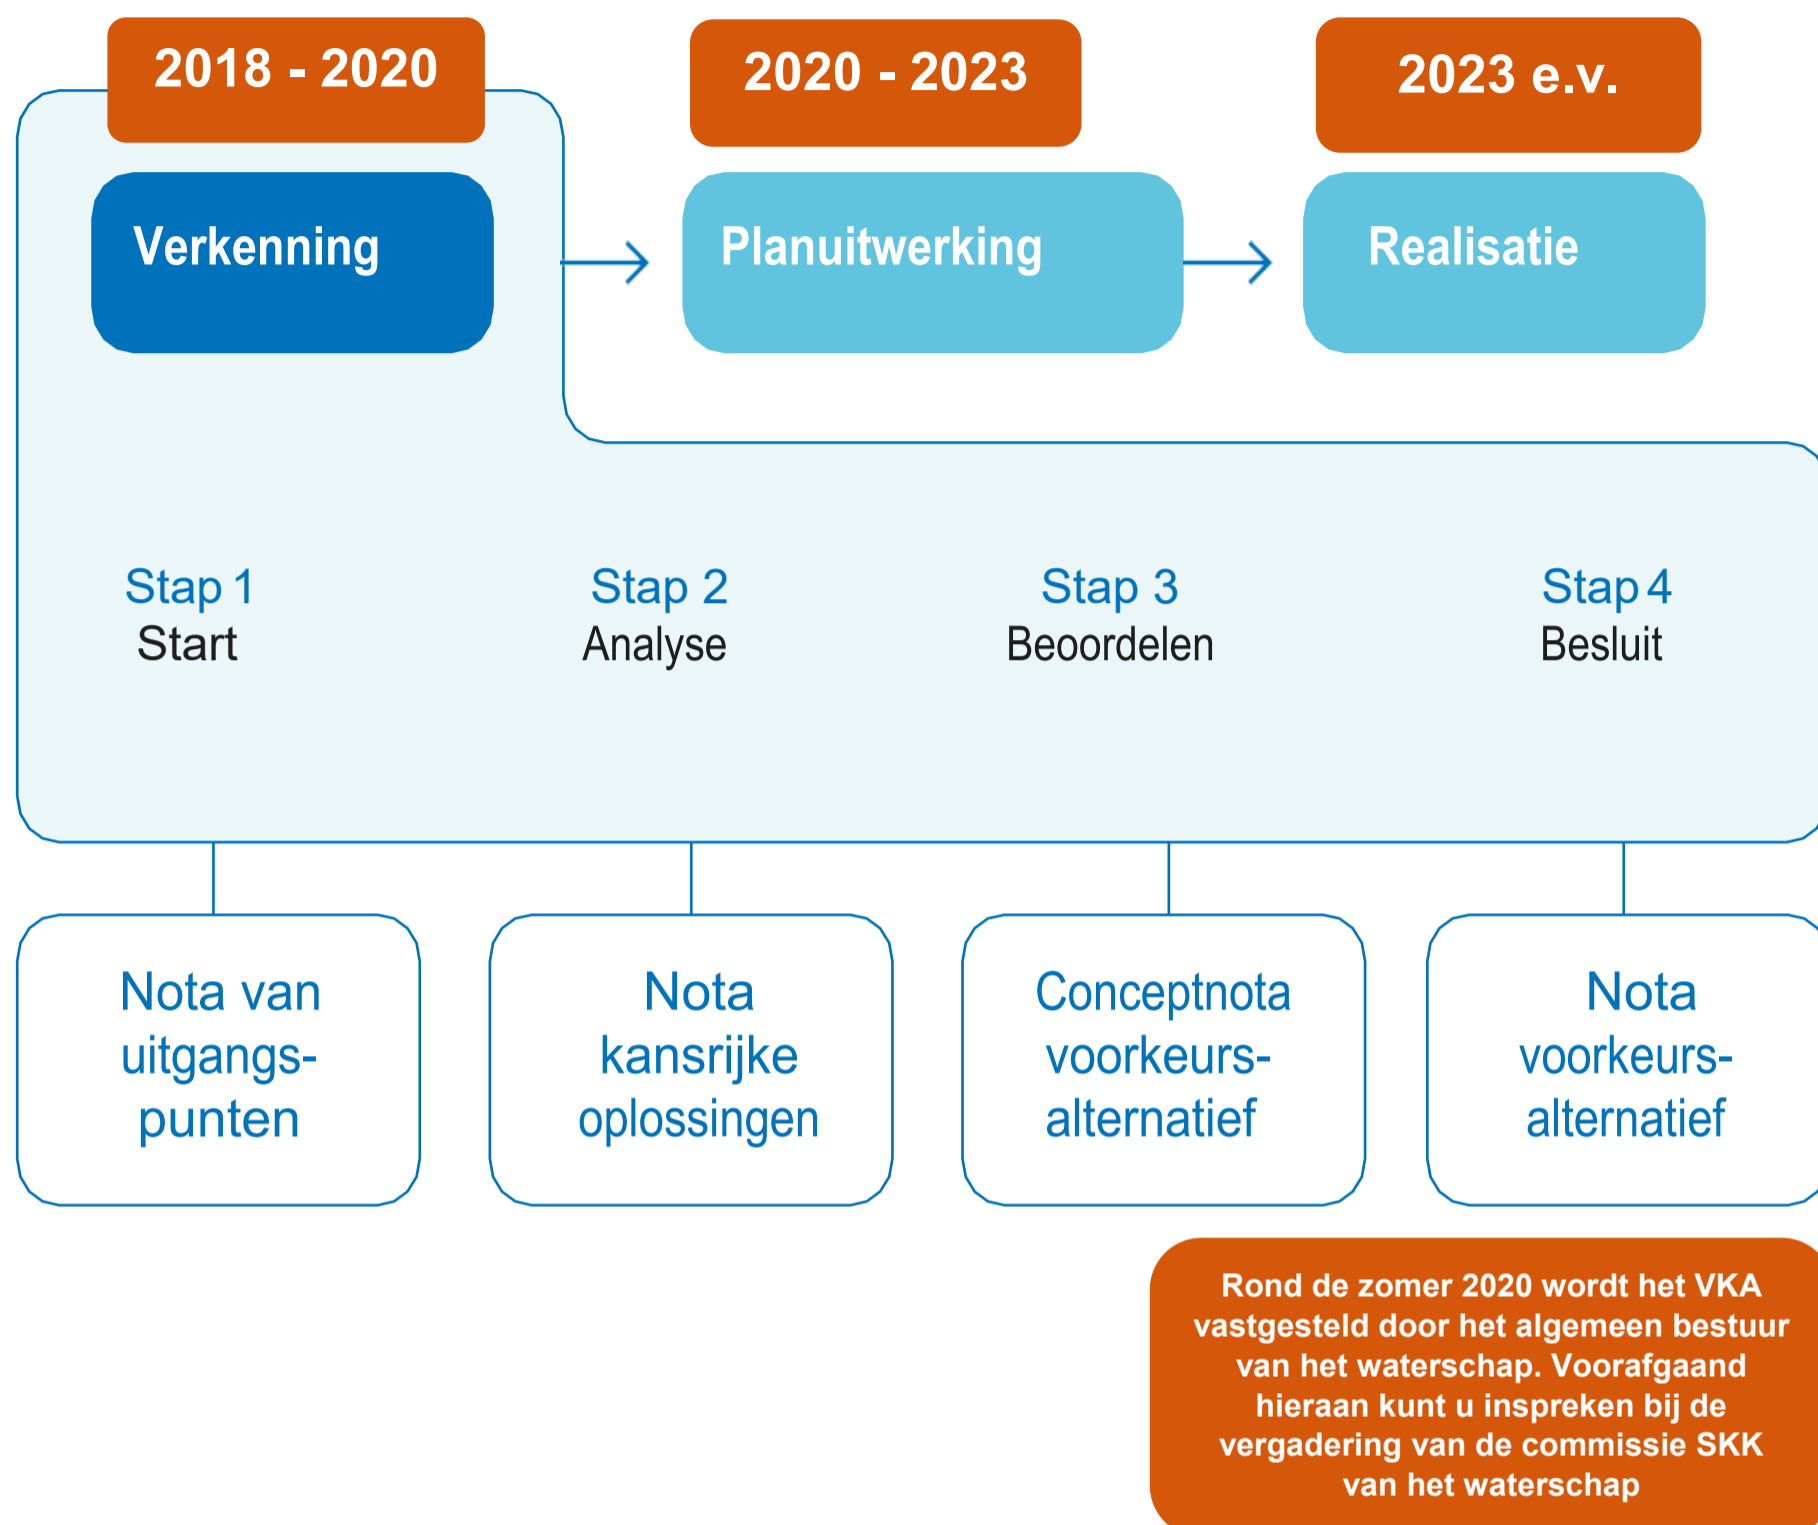 2018 - 2020
2020 - 2023
2023 e.v.
Verkenning
Planuitwerking
Realisatie
Stap 1
Start
Stap 2
Analyse
Stap 3
Beoordelen
Stap 4
Besluit
Nota van
uitgangs-
punten
Nota
kansrijke
oplossingen
Conceptnota
voorkeurs-
alternatief
Nota
voorkeurs-
alternatief
Rond de zomer 2020 wordt het VKA
vastgesteld door het algemeen bestuur
van het waterschap. Voorafgaand
hieraan kunt u inspreken bij de
vergadering van de commissie SKK
van het waterschap